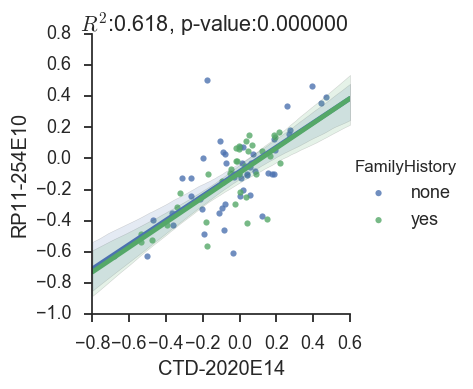 R²:0.618, p-value:0.000000
0.8
0.6
0.4
0.2
0.0
−0.2
−0.4
−0.6
−0.8
−1.0
RP11-254E10
−0.8 −0.6 −0.4 −0.2 0.0 0.2 0.4 0.6
CTD-2020E14
FamilyHistory
none
yes